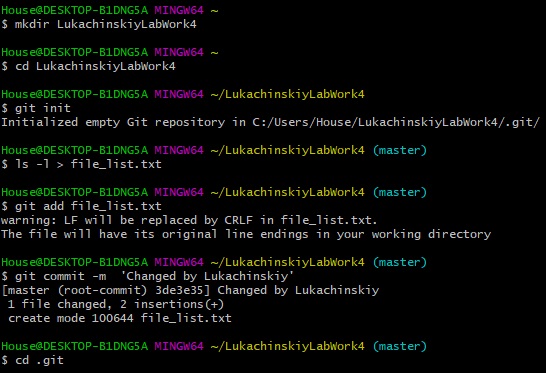 House@DESKTOP-B1DNG5A MINGW64 ~
$ mkdir LukachinskiyLabWork4
House@DESKTOP-B1DNG5A MINGW64 ~
$ cd LukachinskiyLabWork4
House@DESKTOP-B1DNG5A MINGW64 ~/LukachinskiyLabWork4
$ git init
Initialized empty Git repository in C:/Users/House/LukachinskiyLabWork4/.git/
House@DESKTOP-B1DNG5A MINGW64 ~/LukachinskiyLabWork4 (master)
$ ls -l > file_list.txt
House@DESKTOP-B1DNG5A MINGW64 ~/LukachinskiyLabWork4 (master)
$ git add file_list.txt
warning: LF will be replaced by CRLF in file_list.txt.
The file will have its original line endings in your working directory
House@DESKTOP-B1DNG5A MINGW64 ~/LukachinskiyLabWork4 (master)
$ git commit -m  'Changed by Lukachinskiy'
[master (root-commit) 3de3e35] Changed by Lukachinskiy
 1 file changed, 2 insertions(+)
 create mode 100644 file_list.txt
House@DESKTOP-B1DNG5A MINGW64 ~/LukachinskiyLabWork4 (master)
$ cd .git